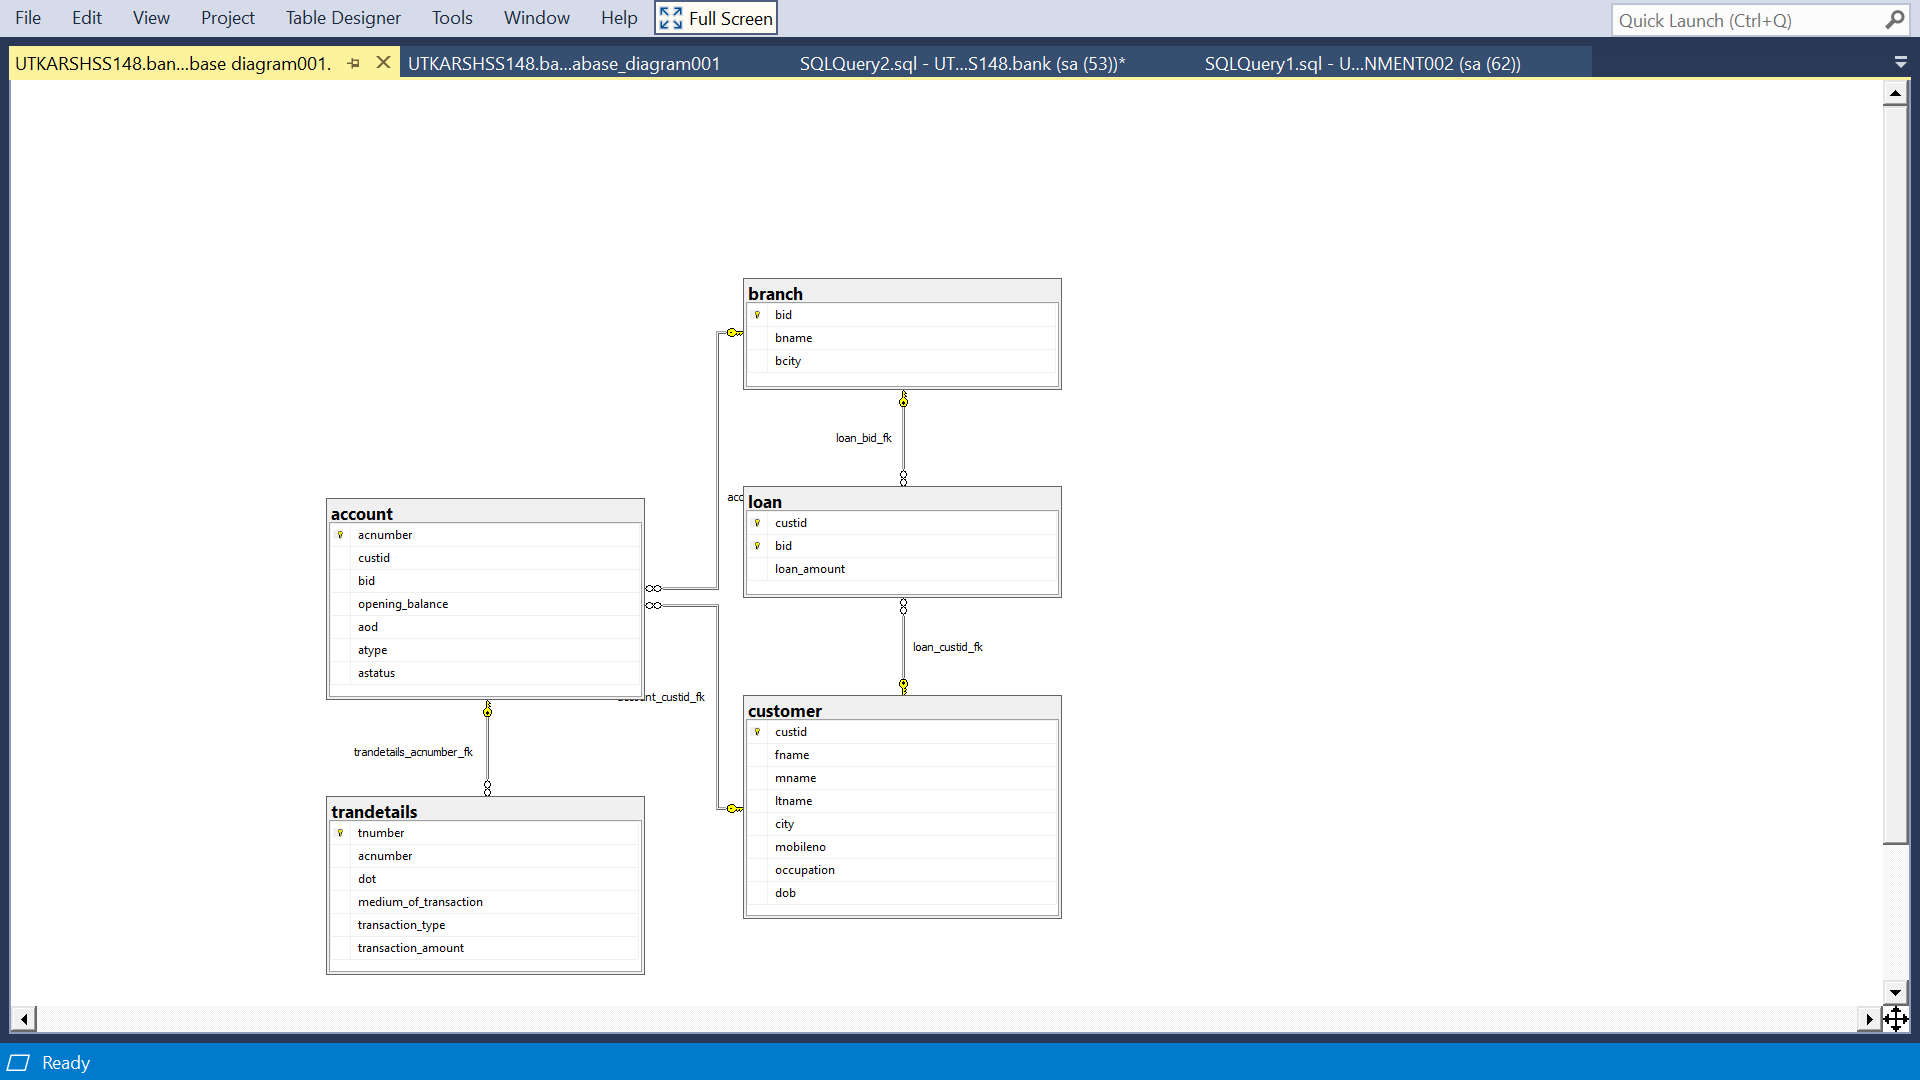 File Edit View Project Table Designer Tools Window Help Full Screen Quick Launch (Ctrl+Q)
UTKARSHSS148.ban...base diagram001. UTKARSHSS148.ba...abase_diagram001 SQLQuery2.sql - UT...S148.bank (sa (53))* SQLQuery1.sql - U...NMENT002 (sa (62))
branch
bid
bname
bcity
loan_bid_fk
acc
loan
custid
bid
loan_amount
loan_custid_fk
account
acnumber
custid
bid
opening_balance
aod
atype
astatus
account_custid_fk
trandetails_acnumber_fk
customer
custid
fname
mname
ltname
city
mobileno
occupation
dob
trandetails
tnumber
acnumber
dot
medium_of_transaction
transaction_type
transaction_amount
Ready